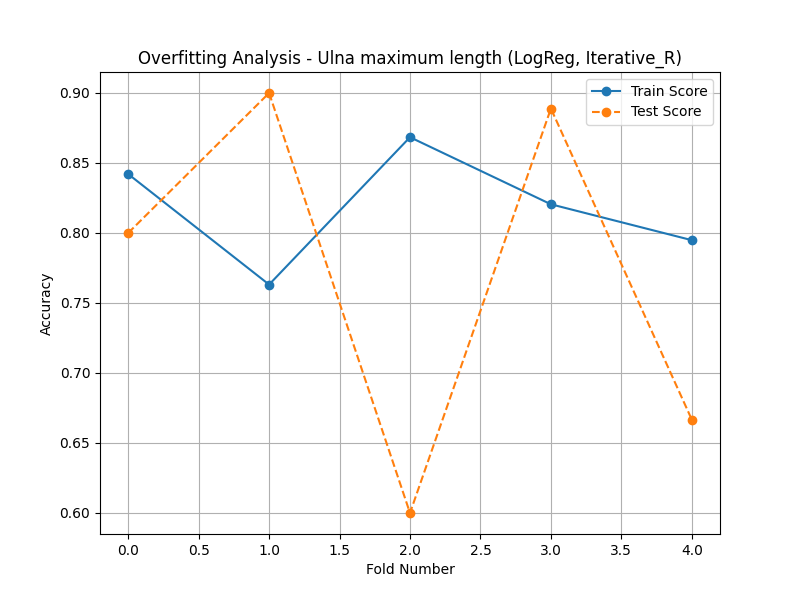 Overfitting Analysis - Ulna maximum length (LogReg, Iterative_R)
Train Score
Test Score
Accuracy
0.90
0.85
0.80
0.75
0.70
0.65
0.60
0.0 0.5 1.0 1.5 2.0 2.5 3.0 3.5 4.0
Fold Number